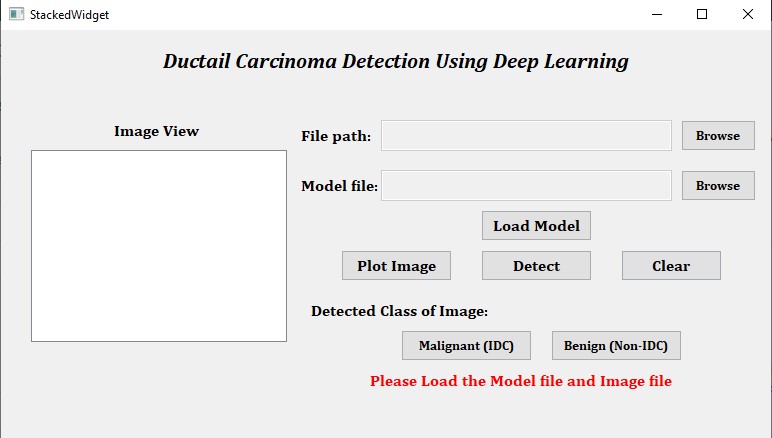 StackedWidget
Ductail Carcinoma Detection Using Deep Learning
Image View
File path:
Browse
Model file:
Browse
Load Model
Plot Image
Detect
Clear
Detected Class of Image:
Malignant (IDC)
Benign (Non-IDC)
Please Load the Model file and Image file